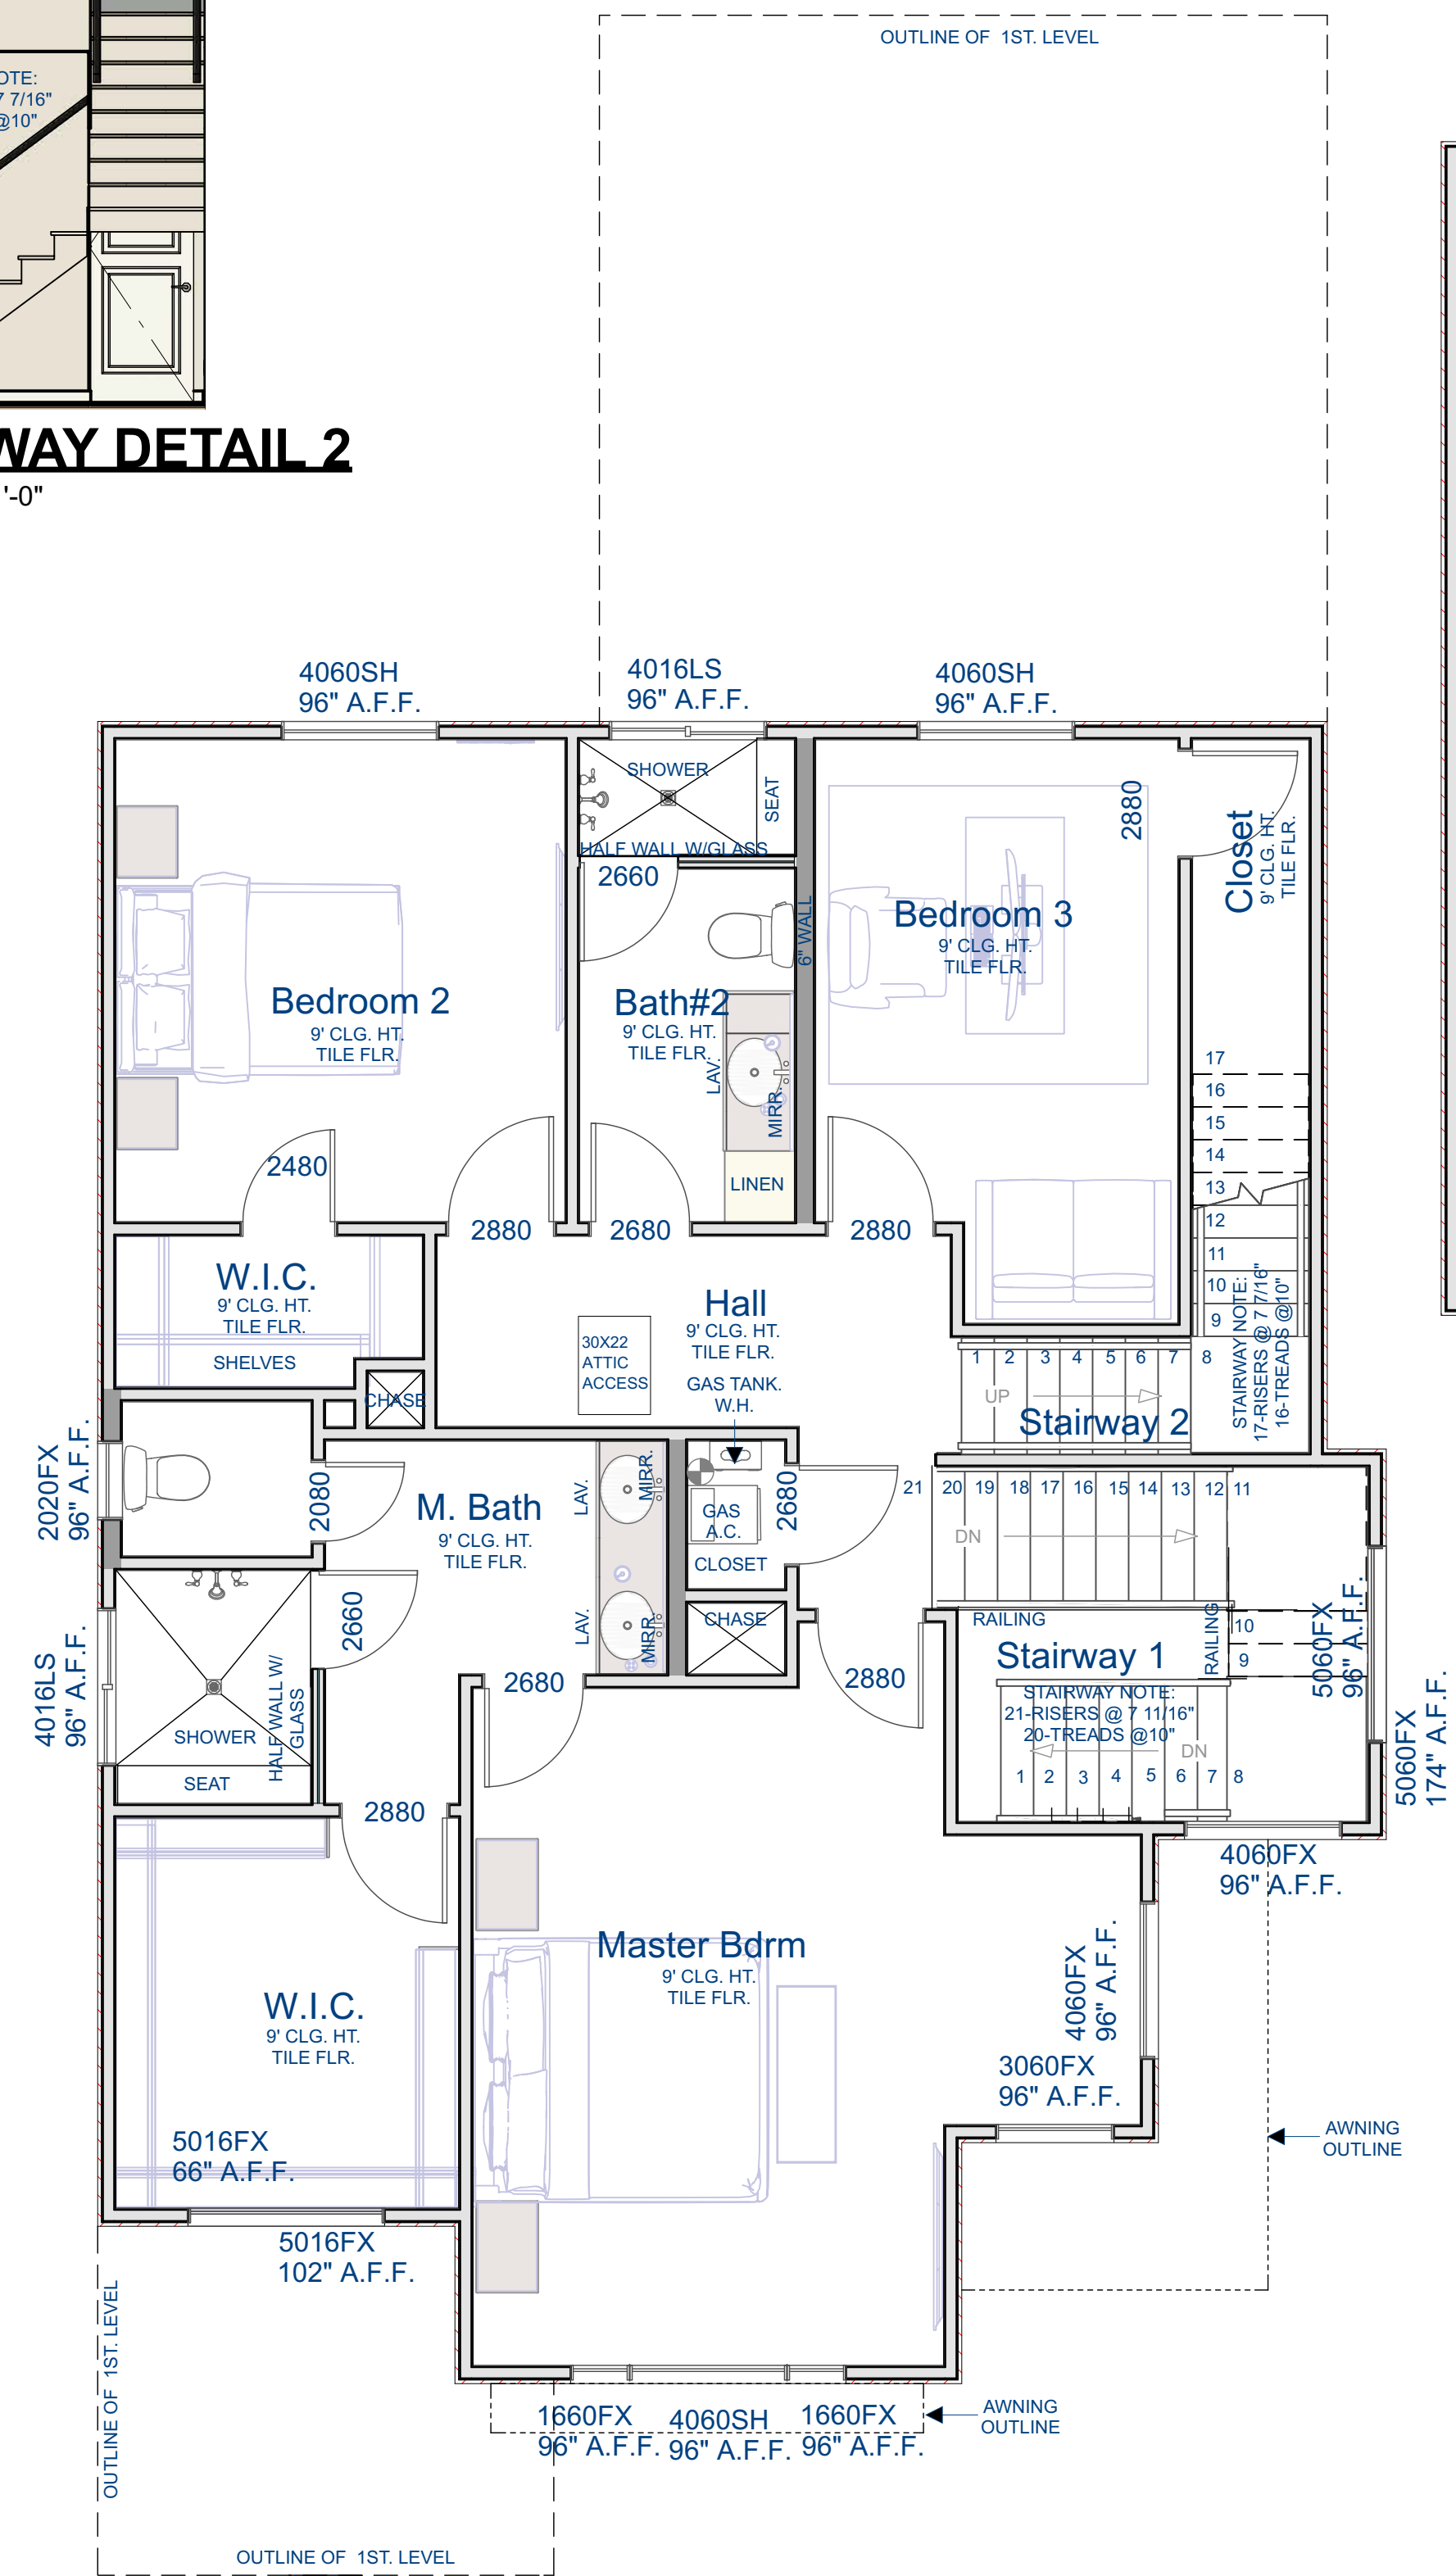 OTE:
7 7/16"
@10"
WAY DETAIL 2
'-0"
OUTLINE OF 1ST. LEVEL
4060SH
96" A.F.F.
4016LS
96" A.F.F.
4060SH
96" A.F.F.
SHOWER
SEAT
HALF WALL W/GLASS
2660
2880
Closet
9' CLG. HT.
TILE FLR.
6" WALL
Bedroom 3
9' CLG. HT.
TILE FLR.
Bedroom 2
9' CLG. HT.
TILE FLR.
Bath#2
9' CLG. HT.
TILE FLR.
LAV.
MIRR.
LINEN
17
16
15
14
13
12
11
10
9
2480
2880
2680
2880
W.I.C.
9' CLG. HT.
TILE FLR.
SHELVES
CHASE
30X22
ATTIC
ACCESS
Hall
9' CLG. HT.
TILE FLR.
GAS TANK.
W.H.
STAIRWAY NOTE:
17-RISERS @ 7 7/16"
16-TREADS @10"
1 2 3 4 5 6 7 8
UP
Stairway 2
2020FX
96" A.F.F.
2080
M. Bath
9' CLG. HT.
TILE FLR.
LAV.
MIRR.
GAS
A.C.
CLOSET
2680
21 20 19 18 17 16 15 14 13 12 11
DN
2660
LAV.
MIRR.
CHASE
RAILING
RAILING
10
9
Stairway 1
STAIRWAY NOTE:
21-RISERS @ 7 11/16"
20-TREADS @10"
DN
1 2 3 4 5 6 7 8
5060FX
96" A.F.F.
5060FX
174" A.F.F.
4016LS
96" A.F.F.
SHOWER
SEAT
HALF WALL W/
GLASS
2680
2880
2880
4060FX
96" A.F.F.
Master Bdrm
9' CLG. HT.
TILE FLR.
4060FX
96" A.F.F.
3060FX
96" A.F.F.
W.I.C.
9' CLG. HT.
TILE FLR.
5016FX
66" A.F.F.
AWNING
OUTLINE
5016FX
102" A.F.F.
OUTLINE OF 1ST. LEVEL
1660FX
96" A.F.F.
4060SH
96" A.F.F.
1660FX
96" A.F.F.
AWNING
OUTLINE
OUTLINE OF 1ST. LEVEL